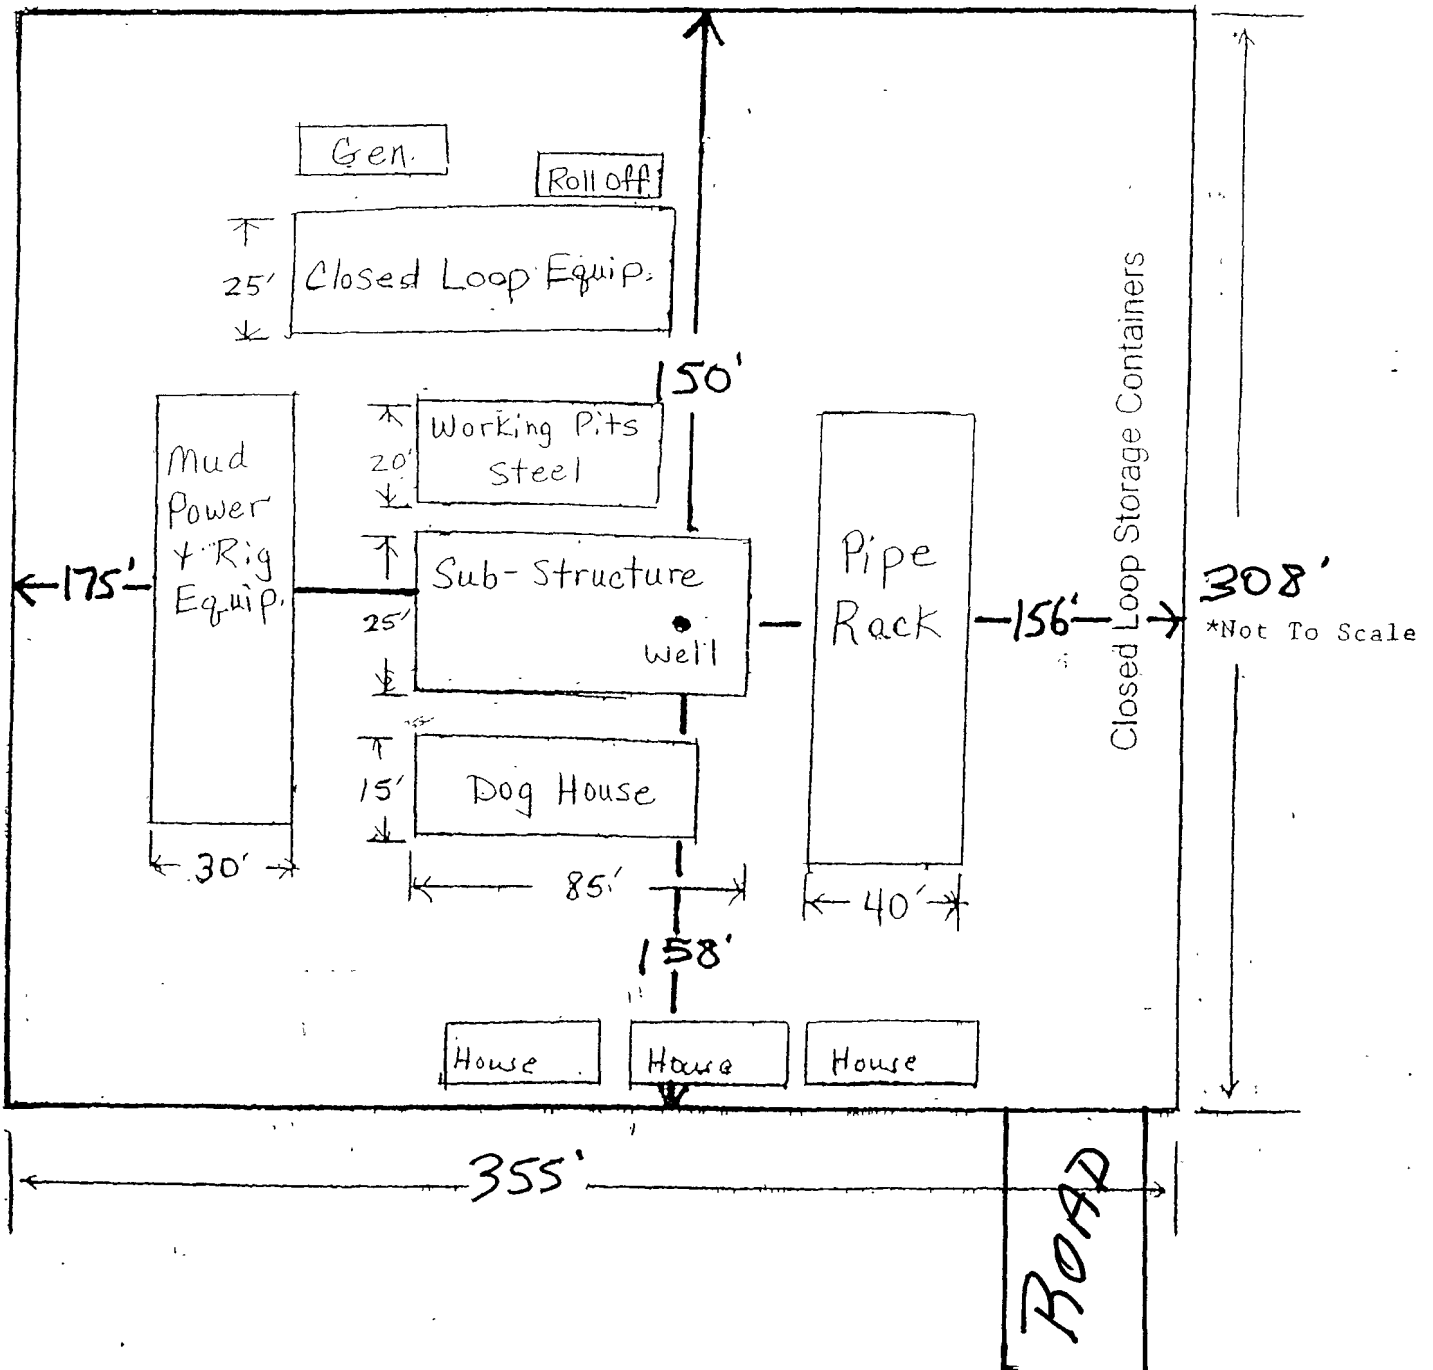 Gen.
Roll off
25'
Closed Loop Equip.
150'
Mud
Power
+ Rig
Equip.
20'
Working Pits
Steel
Pipe
Rack
Closed Loop Storage Containers
175'
25'
Sub-Structure
Well
156'
308'
*Not To Scale
15'
Dog House
30'
85'
40'
158'
House
House
House
355'
ROAD